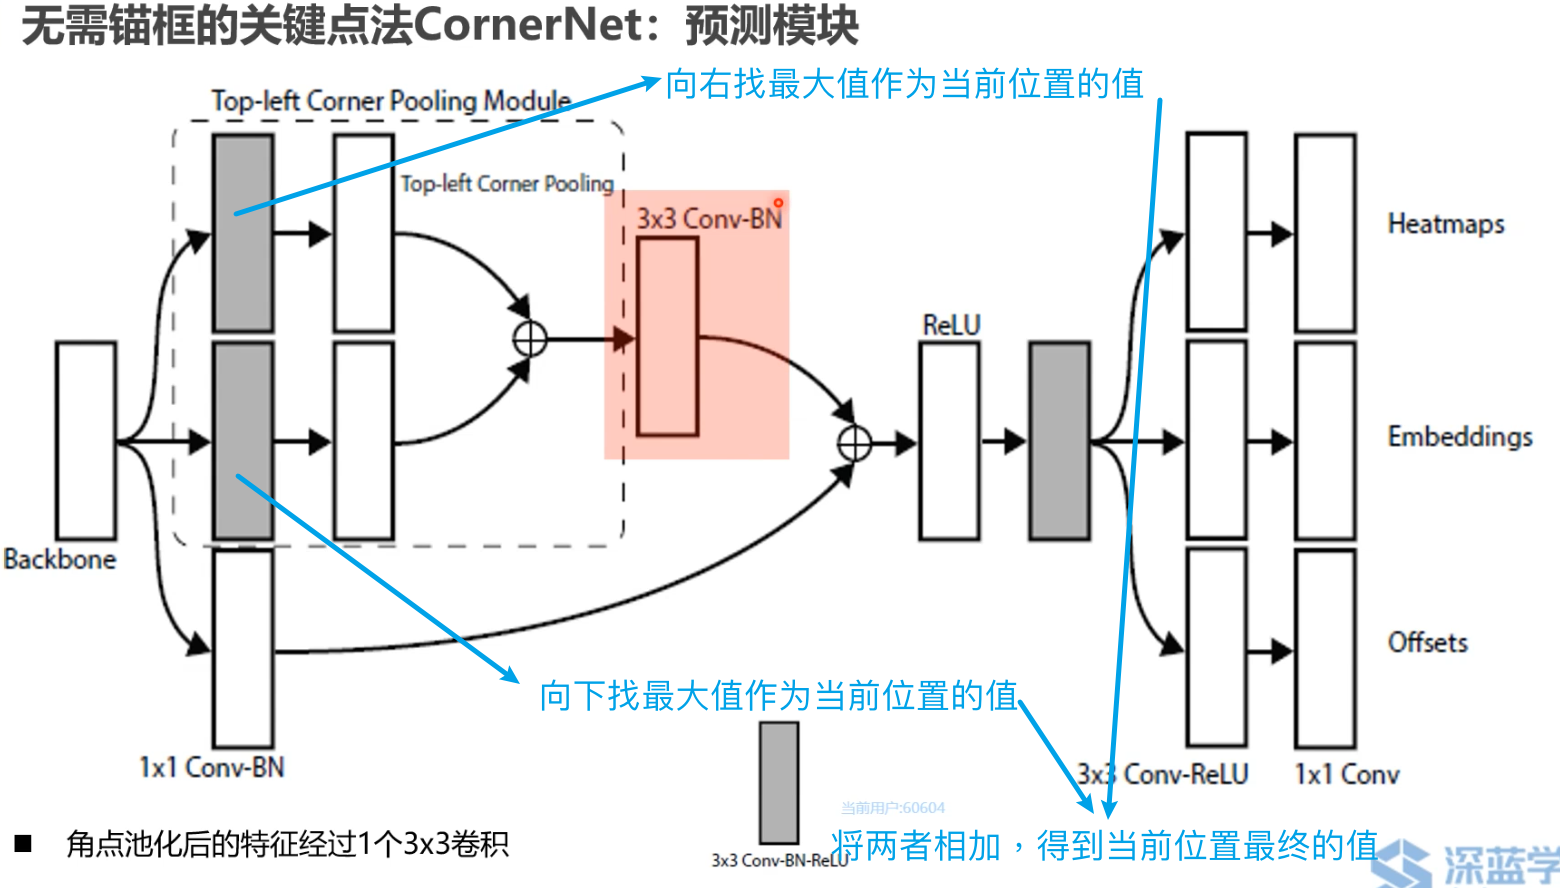 无需锚框的关键点法CornerNet：预测模块
向右找最大值作为当前位置的值
Top-left Corner Pooling Module
Top-left Corner Pooling
3x3 Conv-BN
Heatmaps
ReLU
Embeddings
Backbone
Offsets
向下找最大值作为当前位置的值
1x1 Conv-BN
3x3 Conv-ReLU
1x1 Conv
当前用户:60604
将两者相加，得到当前位置最终的值
■ 角点池化后的特征经过1个3x3卷积
3x3 Conv-BN-ReLU
深蓝学